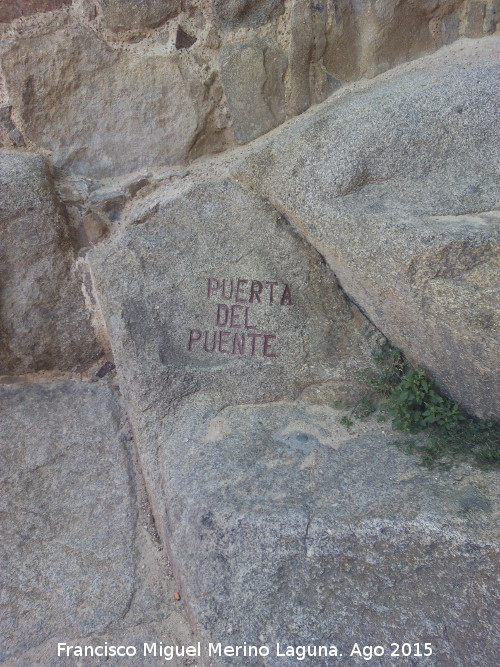 PUERTA
DEL
PUENTE
Francisco Miguel Merino Laguna. Ago 2015